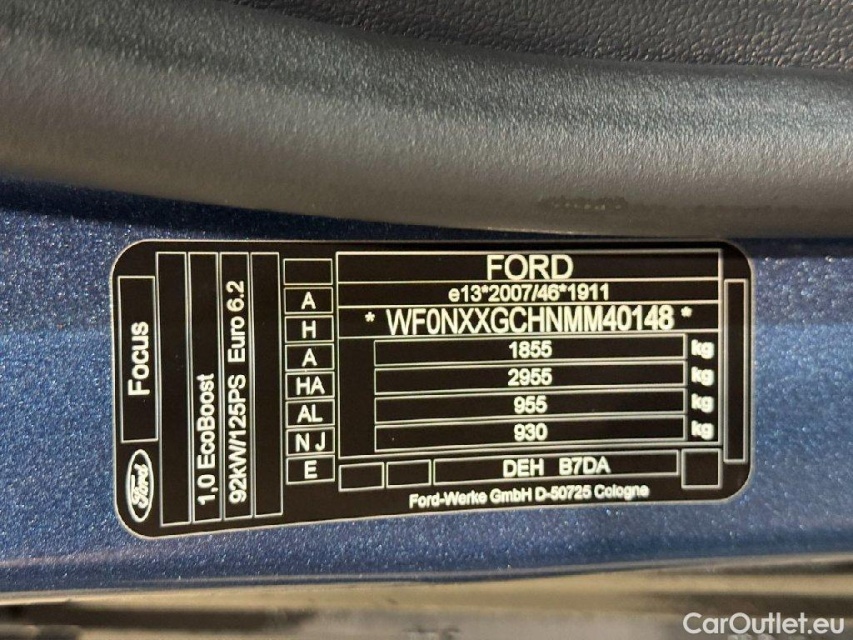 FORD
e13*2007/46*1911
* WF0NXXGCHNMM40148 *
1855 kg
2955 kg
955 kg
930 kg
DEH B7DA
Ford-Werke GmbH D-50725 Cologne
A
H
A
HA
AL
NJ
E
Focus
Ford
1,0 EcoBoost
92kW/125PS Euro 6.2
CarOutlet.eu